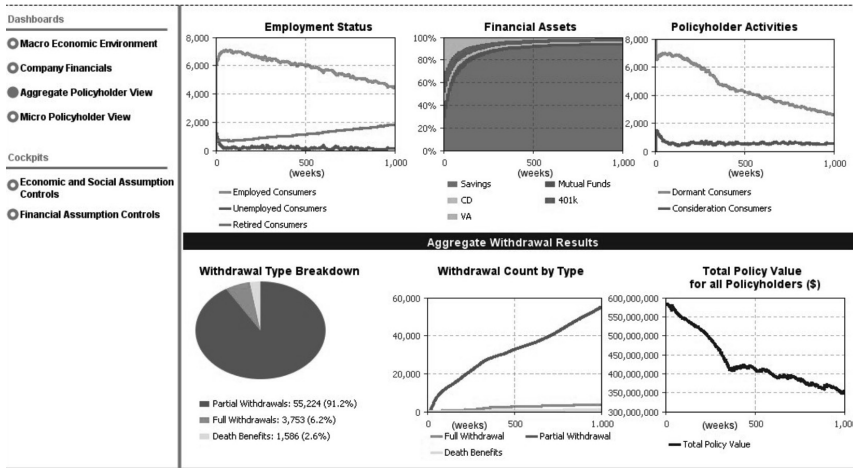 Dashboards
Macro Economic Environment
Company Financials
Aggregate Policyholder View
Micro Policyholder View
Cockpits
Economic and Social Assumption
Controls
Financial Assumption Controls
Employment Status
8,000
6,000
4,000
2,000
0
500
1,000
(weeks)
Employed Consumers
Unemployed Consumers
Retired Consumers
Financial Assets
100%
80%
60%
40%
20%
0%
0
500
1,000
(weeks)
Savings
Mutual Funds
CD
401k
VA
Policyholder Activities
8,000
6,000
4,000
2,000
0
0
500
1,000
(weeks)
Dormant Consumers
Consideration Consumers
Aggregate Withdrawal Results
Withdrawal Type Breakdown
Partial Withdrawals: 55,224 (91.2%)
Full Withdrawals: 3,753 (6.2%)
Death Benefits: 1,586 (2.6%)
Withdrawal Count by Type
60,000
40,000
20,000
0
0
500
1,000
(weeks)
Full Withdrawal
Partial Withdrawal
Death Benefits
Total Policy Value
for all Policyholders ($)
600,000,000
550,000,000
500,000,000
450,000,000
400,000,000
350,000,000
300,000,000
0
500
1,000
(weeks)
Total Policy Value